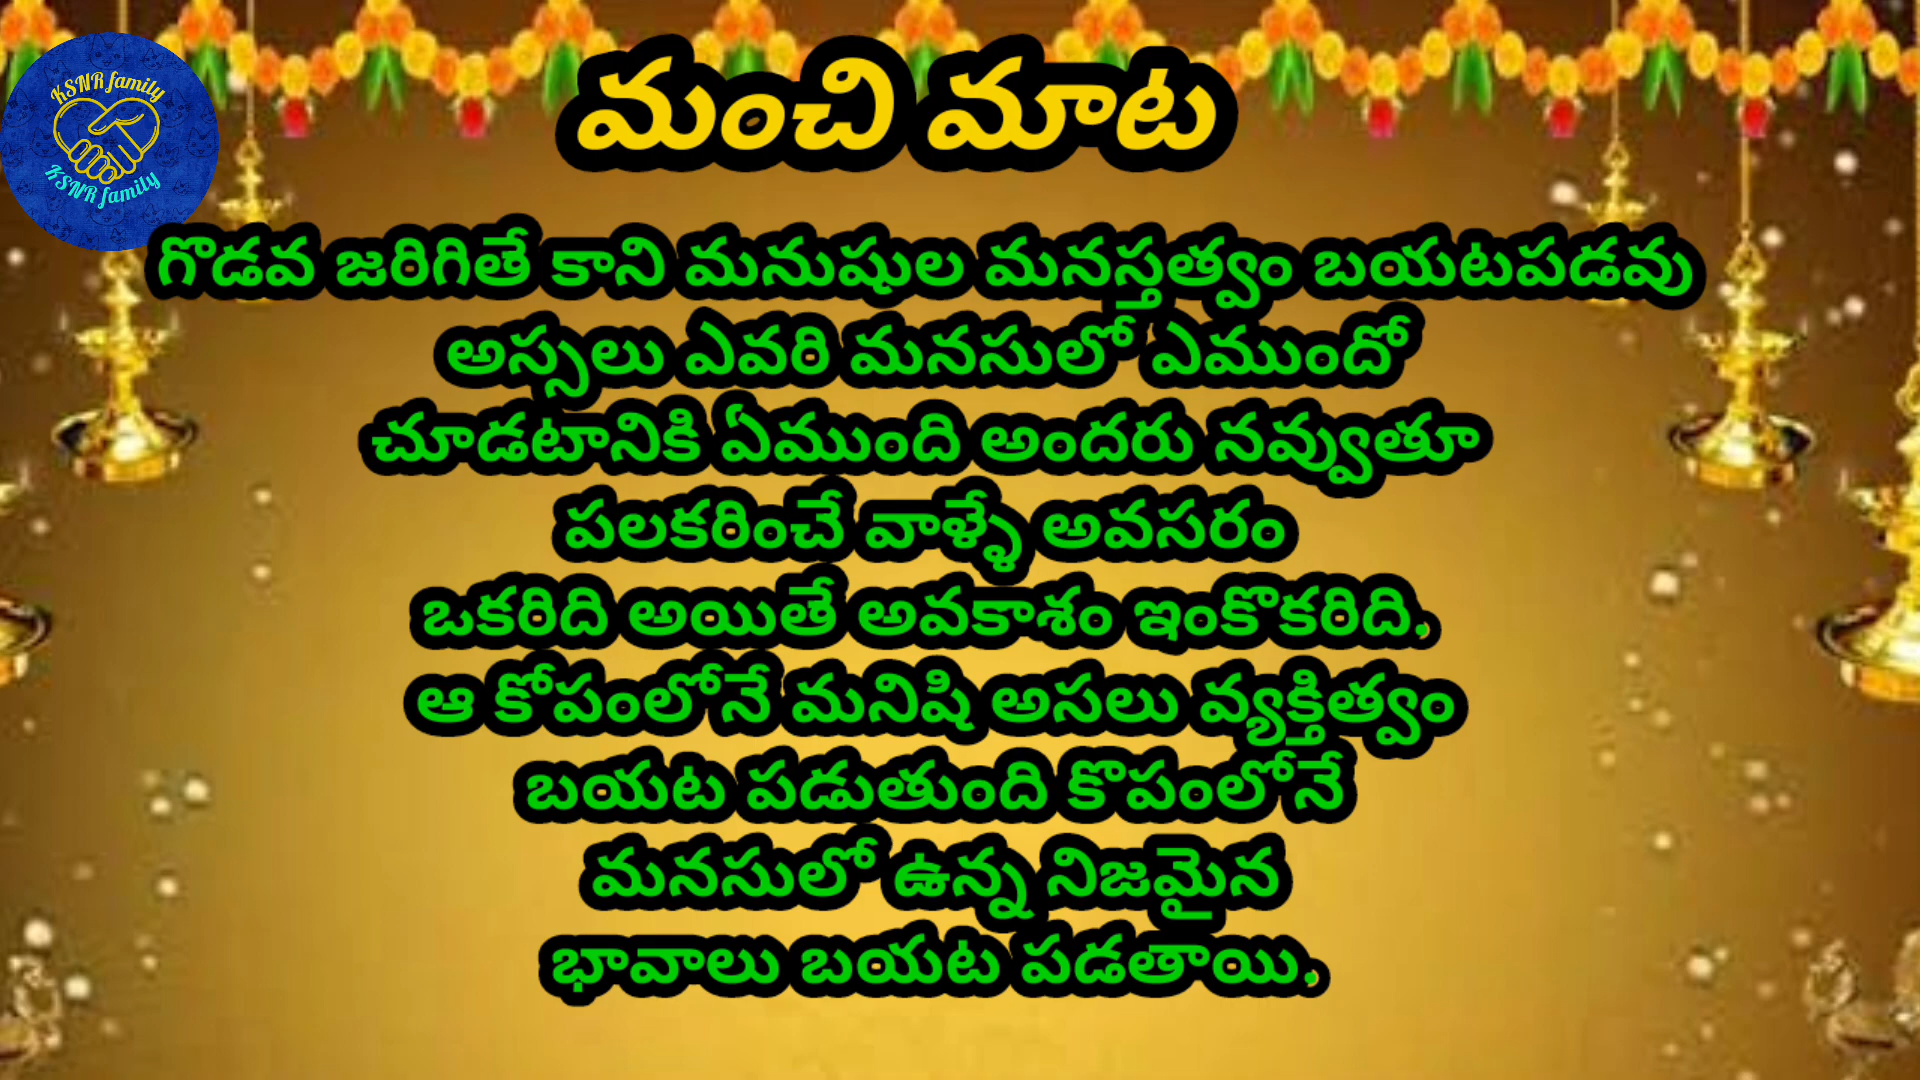 KSNR family
KSNR family
మంచి మాట
గొడవ జరిగితే కాని మనుషుల మనస్తత్వం బయటపడవు
అస్సలు ఎవరి మనసులో ఎముందో
చూడటానికి ఏముంది అందరు నవ్వుతూ
పలకరించే వాళ్ళే అవసరం
ఒకరిది అయితే అవకాశం ఇంకొకరిది.
ఆ కోపంలోనే మనిషి అసలు వ్యక్తిత్వం
బయట పడుతుంది కొపంలోనే
మనసులో ఉన్న నిజమైన
భావాలు బయట పడతాయి.